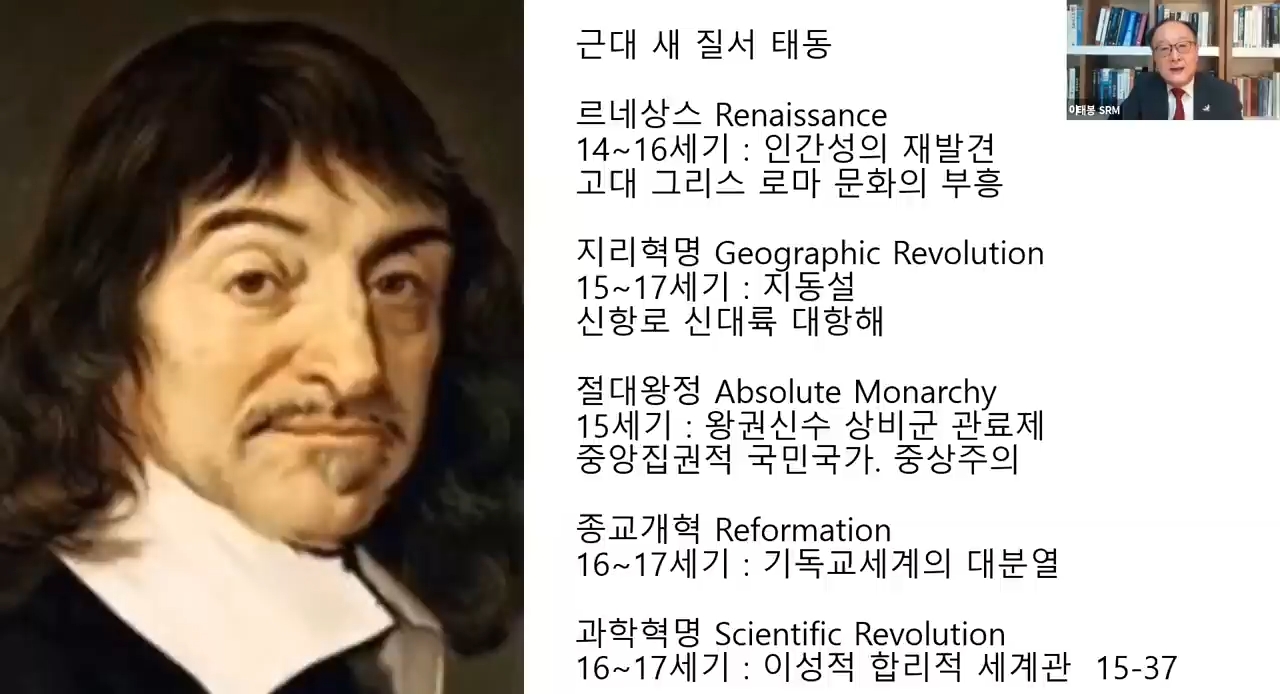 근대 새 질서 태동
르네상스 Renaissance
14~16세기 : 인간성의 재발견
고대 그리스 로마 문화의 부흥
지리혁명 Geographic Revolution
15~17세기 : 지동설
신항로 신대륙 대항해
절대왕정 Absolute Monarchy
15세기 : 왕권신수 상비군 관료제
중앙집권적 국민국가. 중상주의
종교개혁 Reformation
16~17세기 : 기독교세계의 대분열
과학혁명 Scientific Revolution
16~17세기 : 이성적 합리적 세계관 15-37
이태봉 SRM